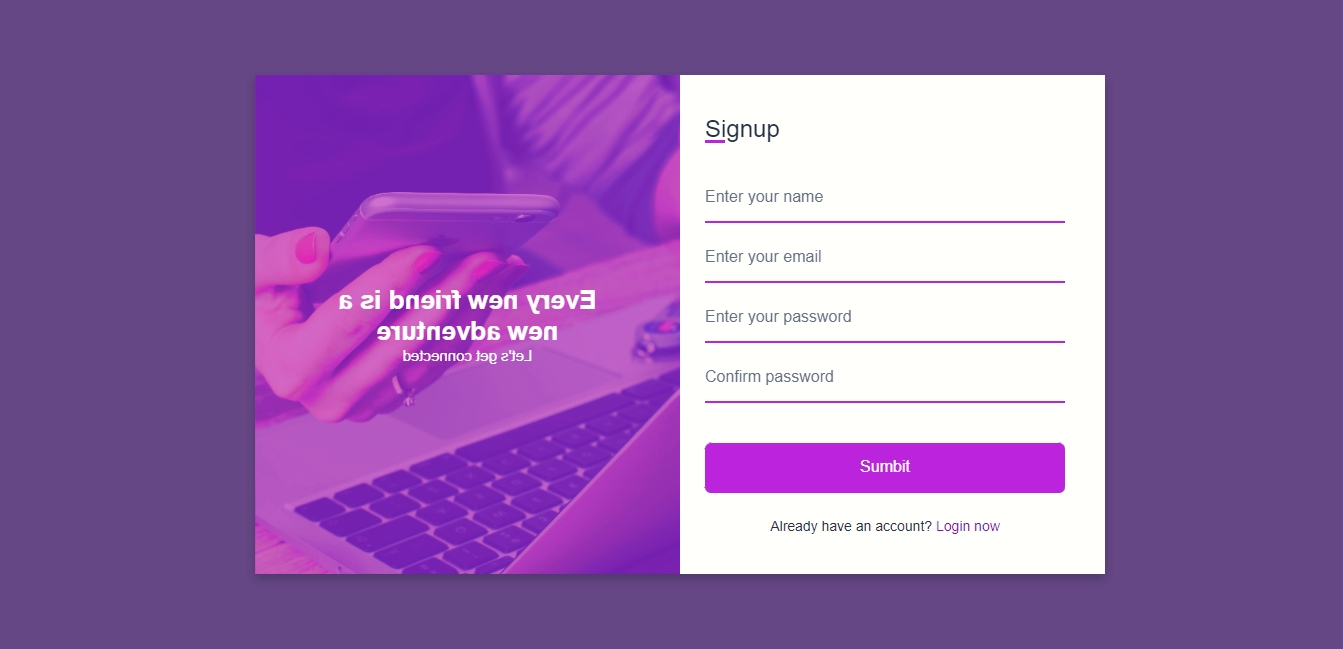 Every new friend is a
new adventure
Let's get connected
Signup
Enter your name
Enter your email
Enter your password
Confirm password
Sumbit
Already have an account? Login now